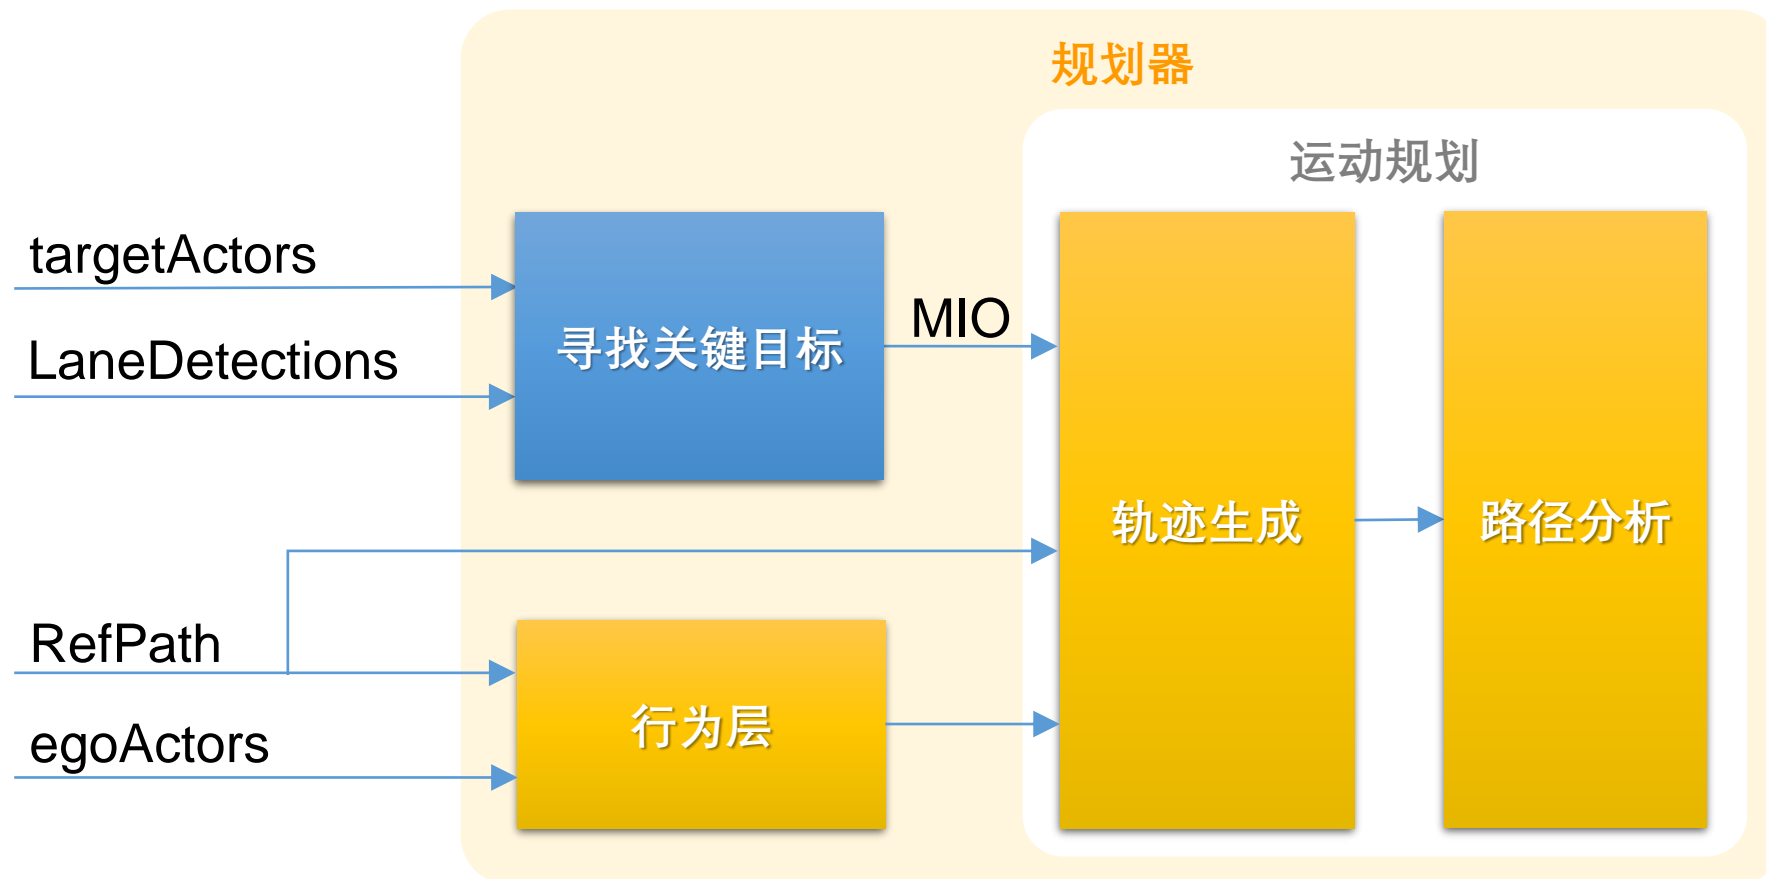 规划器
运动规划
targetActors
LaneDetections
寻找关键目标
MIO
轨迹生成
路径分析
RefPath
egoActors
行为层